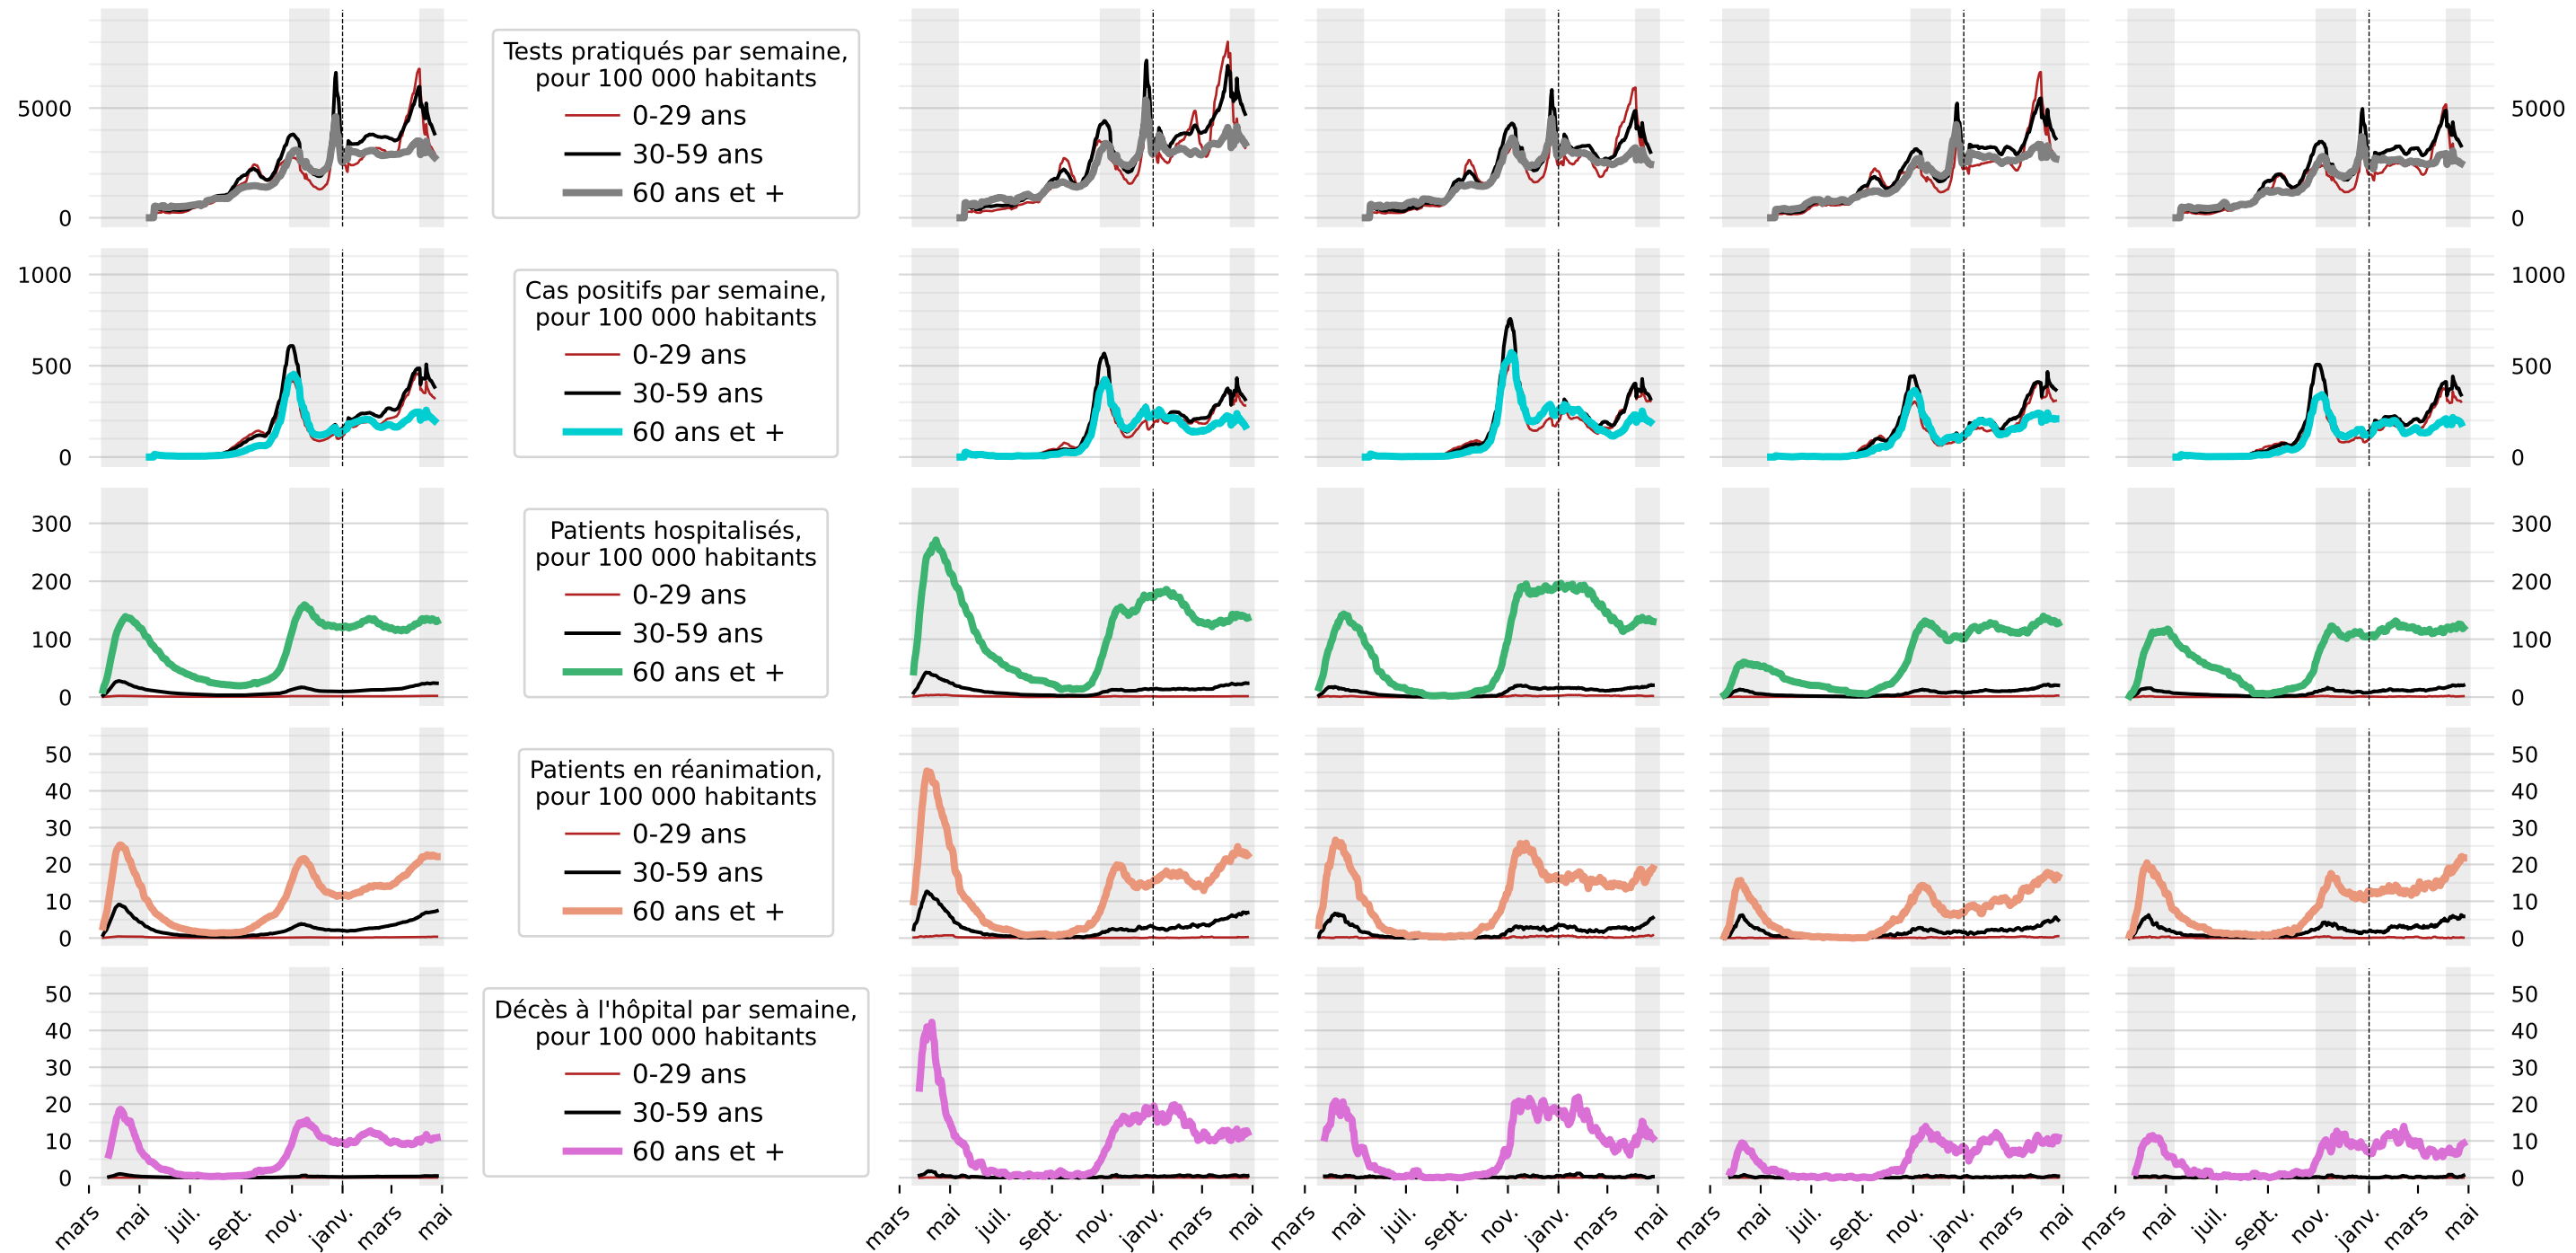 Tests pratiqués par semaine,
pour 100 000 habitants
0-29 ans
30-59 ans
60 ans et +
5000
0
5000
0
Cas positifs par semaine,
pour 100 000 habitants
0-29 ans
30-59 ans
60 ans et +
1000
500
0
1000
500
0
Patients hospitalisés,
pour 100 000 habitants
0-29 ans
30-59 ans
60 ans et +
300
200
100
0
300
200
100
0
Patients en réanimation,
pour 100 000 habitants
0-29 ans
30-59 ans
60 ans et +
50
40
30
20
10
0
50
40
30
20
10
0
Décès à l'hôpital par semaine,
pour 100 000 habitants
0-29 ans
30-59 ans
60 ans et +
50
40
30
20
10
0
50
40
30
20
10
0
mars mai juil. sept. nov. janv. mars mai
mars mai juil. sept. nov. janv. mars mai
mars mai juil. sept. nov. janv. mars mai
mars mai juil. sept. nov. janv. mars mai
mars mai juil. sept. nov. janv. mars mai